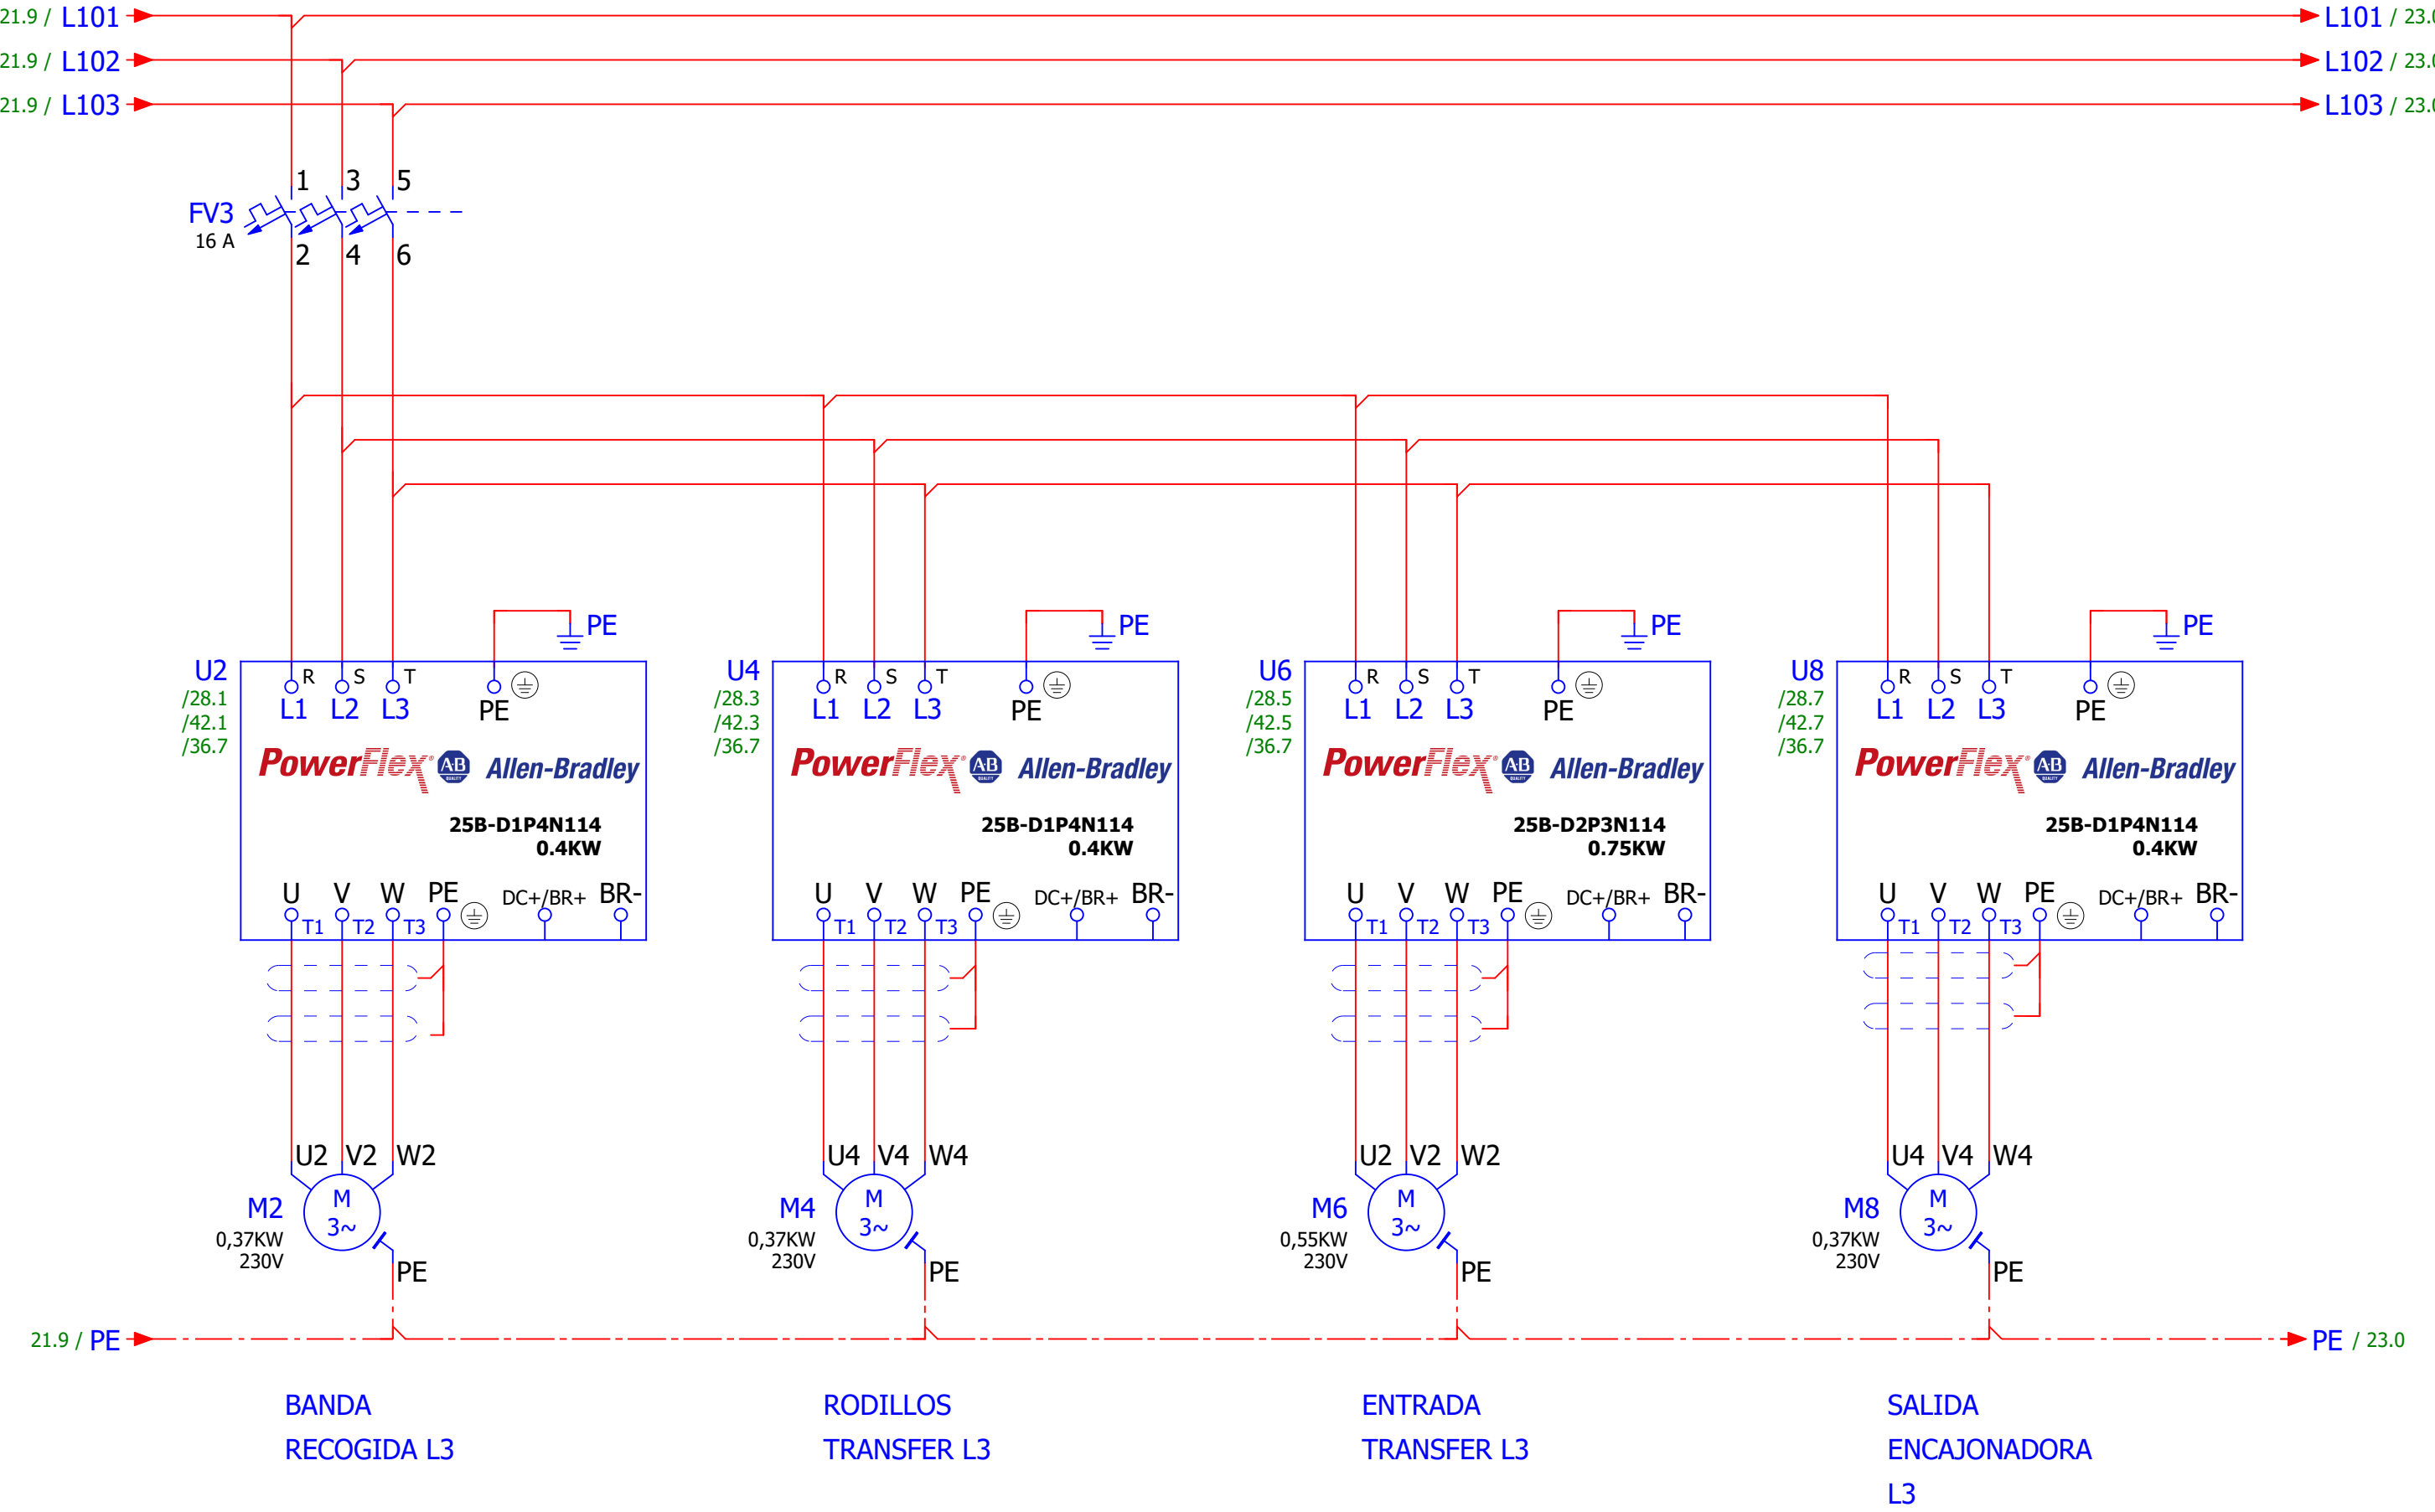 21.9 / L101 L101 / 23.0
21.9 / L102 L102 / 23.0
21.9 / L103 L103 / 23.0
1 3 5
FV3
16 A
2 4 6
PE PE PE PE
U2 R S T U4 R S T U6 R S T U8 R S T
/28.1 /28.3 /28.5 /28.7
L1 L2 L3 PE L1 L2 L3 PE L1 L2 L3 PE L1 L2 L3 PE
/42.1 /42.3 /42.5 /42.7
/36.7 /36.7 /36.7 /36.7
PowerFlex AB QUALITY Allen-Bradley PowerFlex AB QUALITY Allen-Bradley PowerFlex AB QUALITY Allen-Bradley PowerFlex AB QUALITY Allen-Bradley
25B-D1P4N114 25B-D1P4N114 25B-D2P3N114 25B-D1P4N114
0.4KW 0.4KW 0.75KW 0.4KW
U V W PE DC+/BR+ BR- U V W PE DC+/BR+ BR- U V W PE DC+/BR+ BR- U V W PE DC+/BR+ BR-
T1 T2 T3 T1 T2 T3 T1 T2 T3 T1 T2 T3
U2 V2 W2 U4 V4 W4 U2 V2 W2 U4 V4 W4
M2 M M4 M M6 M M8 M
3~ 3~ 3~ 3~
0,37KW 0,37KW 0,55KW 0,37KW
230V 230V 230V 230V
PE PE PE PE
21.9 / PE PE / 23.0
BANDA RODILLOS ENTRADA SALIDA
RECOGIDA L3 TRANSFER L3 TRANSFER L3 ENCAJONADORA
L3